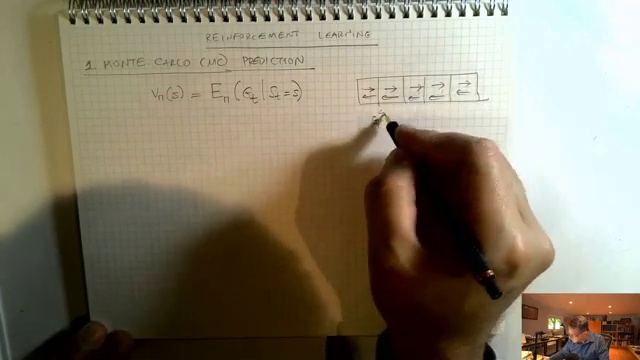 REINFORCEMENT LEARNING
1. MONTE CARLO (MC) PREDICTION
Vπ(s) = Eπ(Gt | St = s)